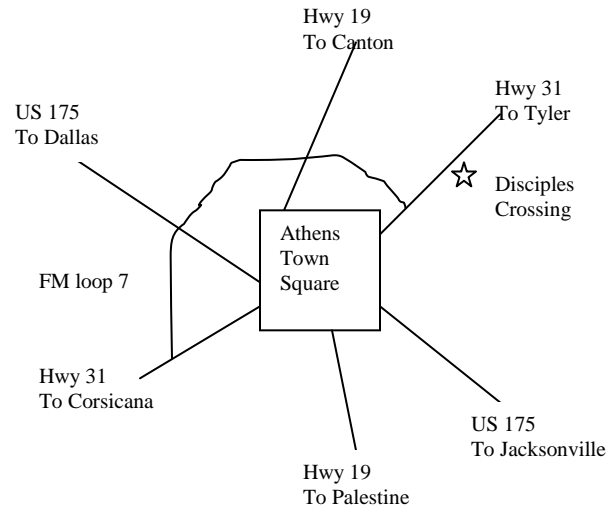 Hwy 19
To Canton
Hwy 31
To Tyler
US 175
To Dallas
Disciples
Crossing
Athens
Town
Square
FM loop 7
Hwy 31
To Corsicana
US 175
To Jacksonville
Hwy 19
To Palestine